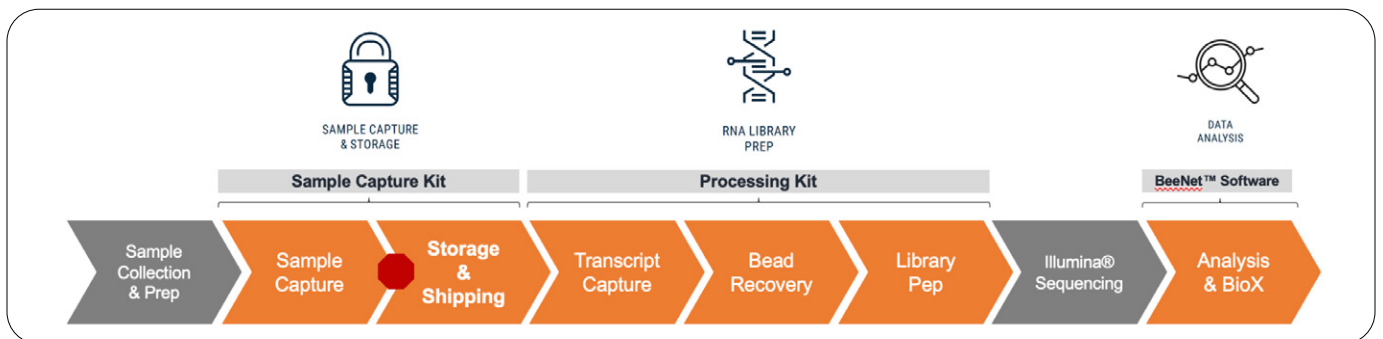 SAMPLE CAPTURE
& STORAGE
RNA LIBRARY
PREP
DATA
ANALYSIS
Sample Capture Kit
Processing Kit
BeeNet™ Software
Sample
Collection
& Prep
Sample
Capture
Storage
&
Shipping
Transcript
Capture
Bead
Recovery
Library
Pep
Illumina®
Sequencing
Analysis
& BioX